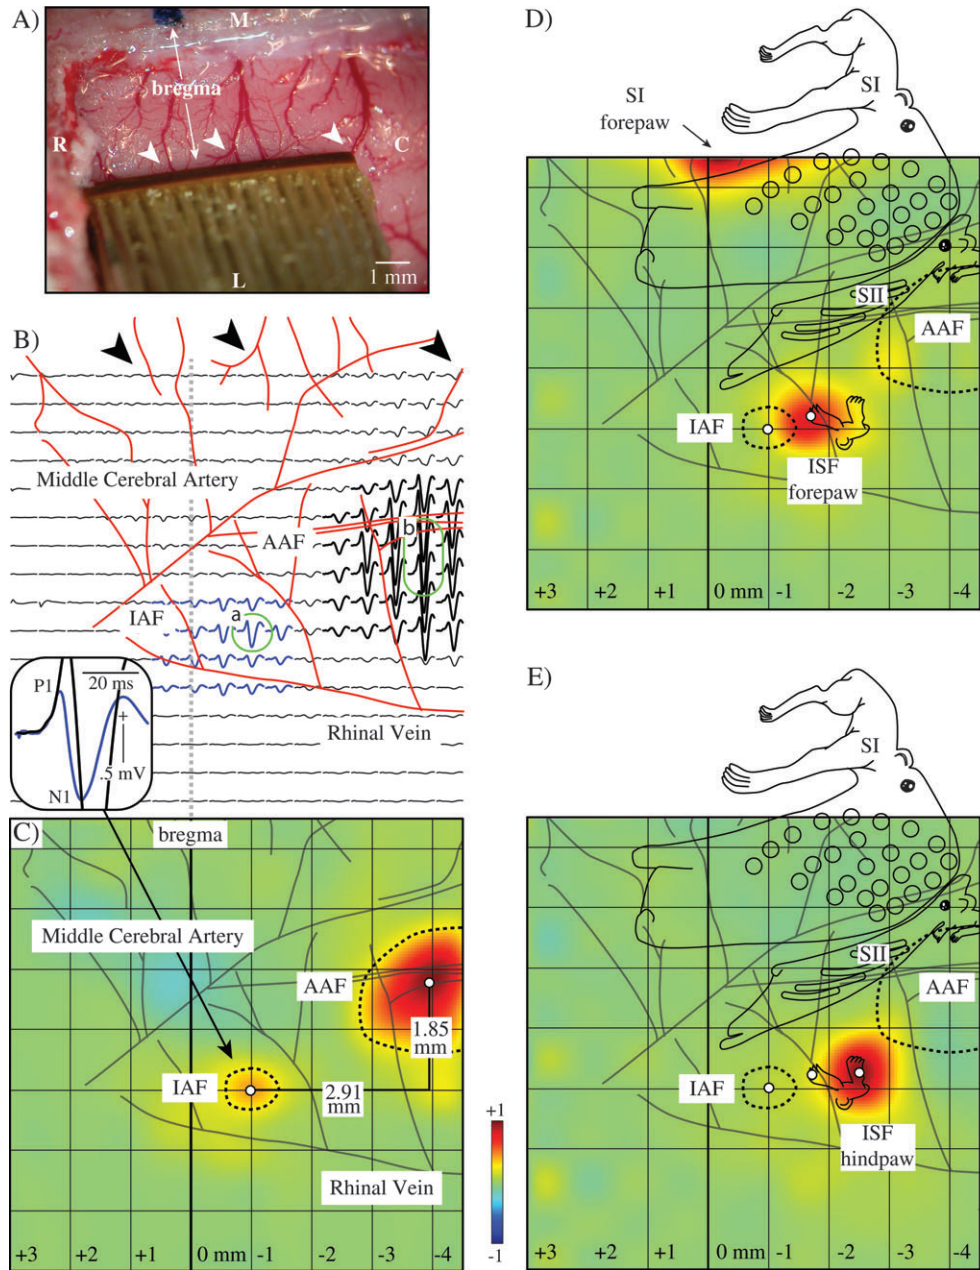 A)
M
bregma
R
C
L
1 mm
B)
Middle Cerebral Artery
AAF
b
IAF
a
P1
20 ms
+
.5 mV
N1
Rhinal Vein
bregma
C)
Middle Cerebral Artery
AAF
1.85
mm
IAF
2.91
mm
Rhinal Vein
+3
+2
+1
0 mm
-1
-2
-3
-4
+1
-1
D)
SI
forepaw
SI
SII
AAF
IAF
ISF
forepaw
+3
+2
+1
0 mm
-1
-2
-3
-4
E)
SI
SII
AAF
IAF
ISF
hindpaw
+3
+2
+1
0 mm
-1
-2
-3
-4